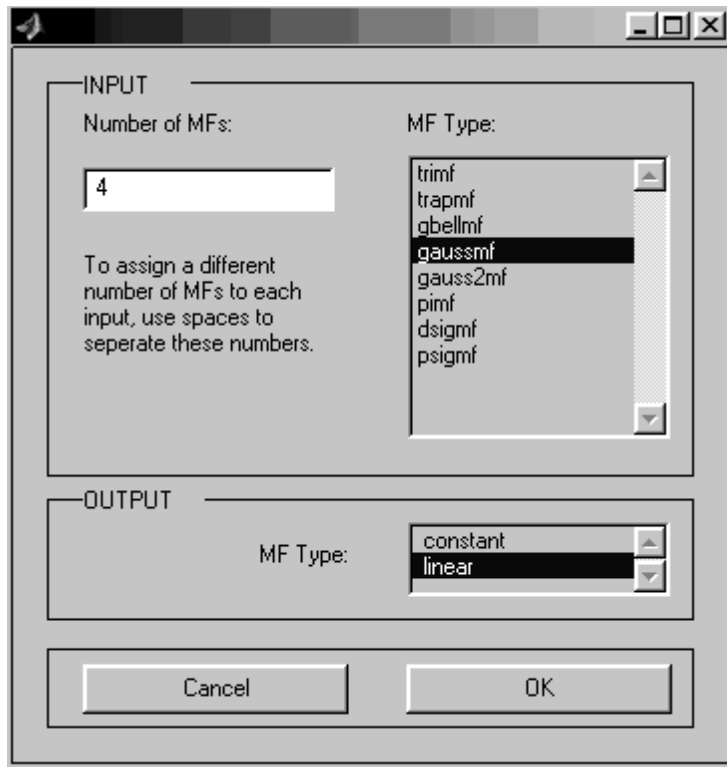 INPUT
Number of MFs:
4
To assign a different
number of MFs to each
input, use spaces to
seperate these numbers.
MF Type:
trimf
trapmf
gbellmf
gaussmf
gauss2mf
pimf
dsigmf
psigmf
OUTPUT
MF Type:
constant
linear
Cancel
OK